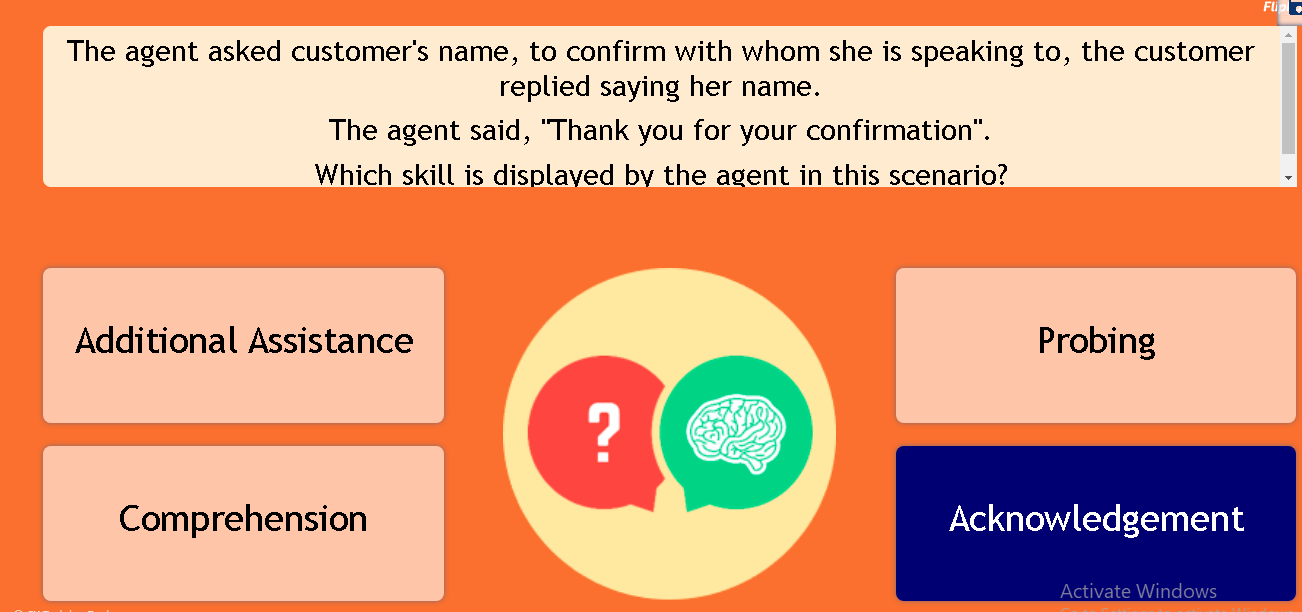 Flip
The agent asked customer's name, to confirm with whom she is speaking to, the customer
replied saying her name.
The agent said, "Thank you for your confirmation".
Which skill is displayed by the agent in this scenario?
Additional Assistance
Probing
?
Comprehension
Acknowledgement
Activate Windows